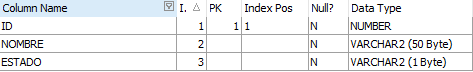 Column Name I. PK Index Pos Null? Data Type
ID 1 1 1 N NUMBER
NOMBRE 2 N VARCHAR2 (50 Byte)
ESTADO 3 N VARCHAR2 (1 Byte)